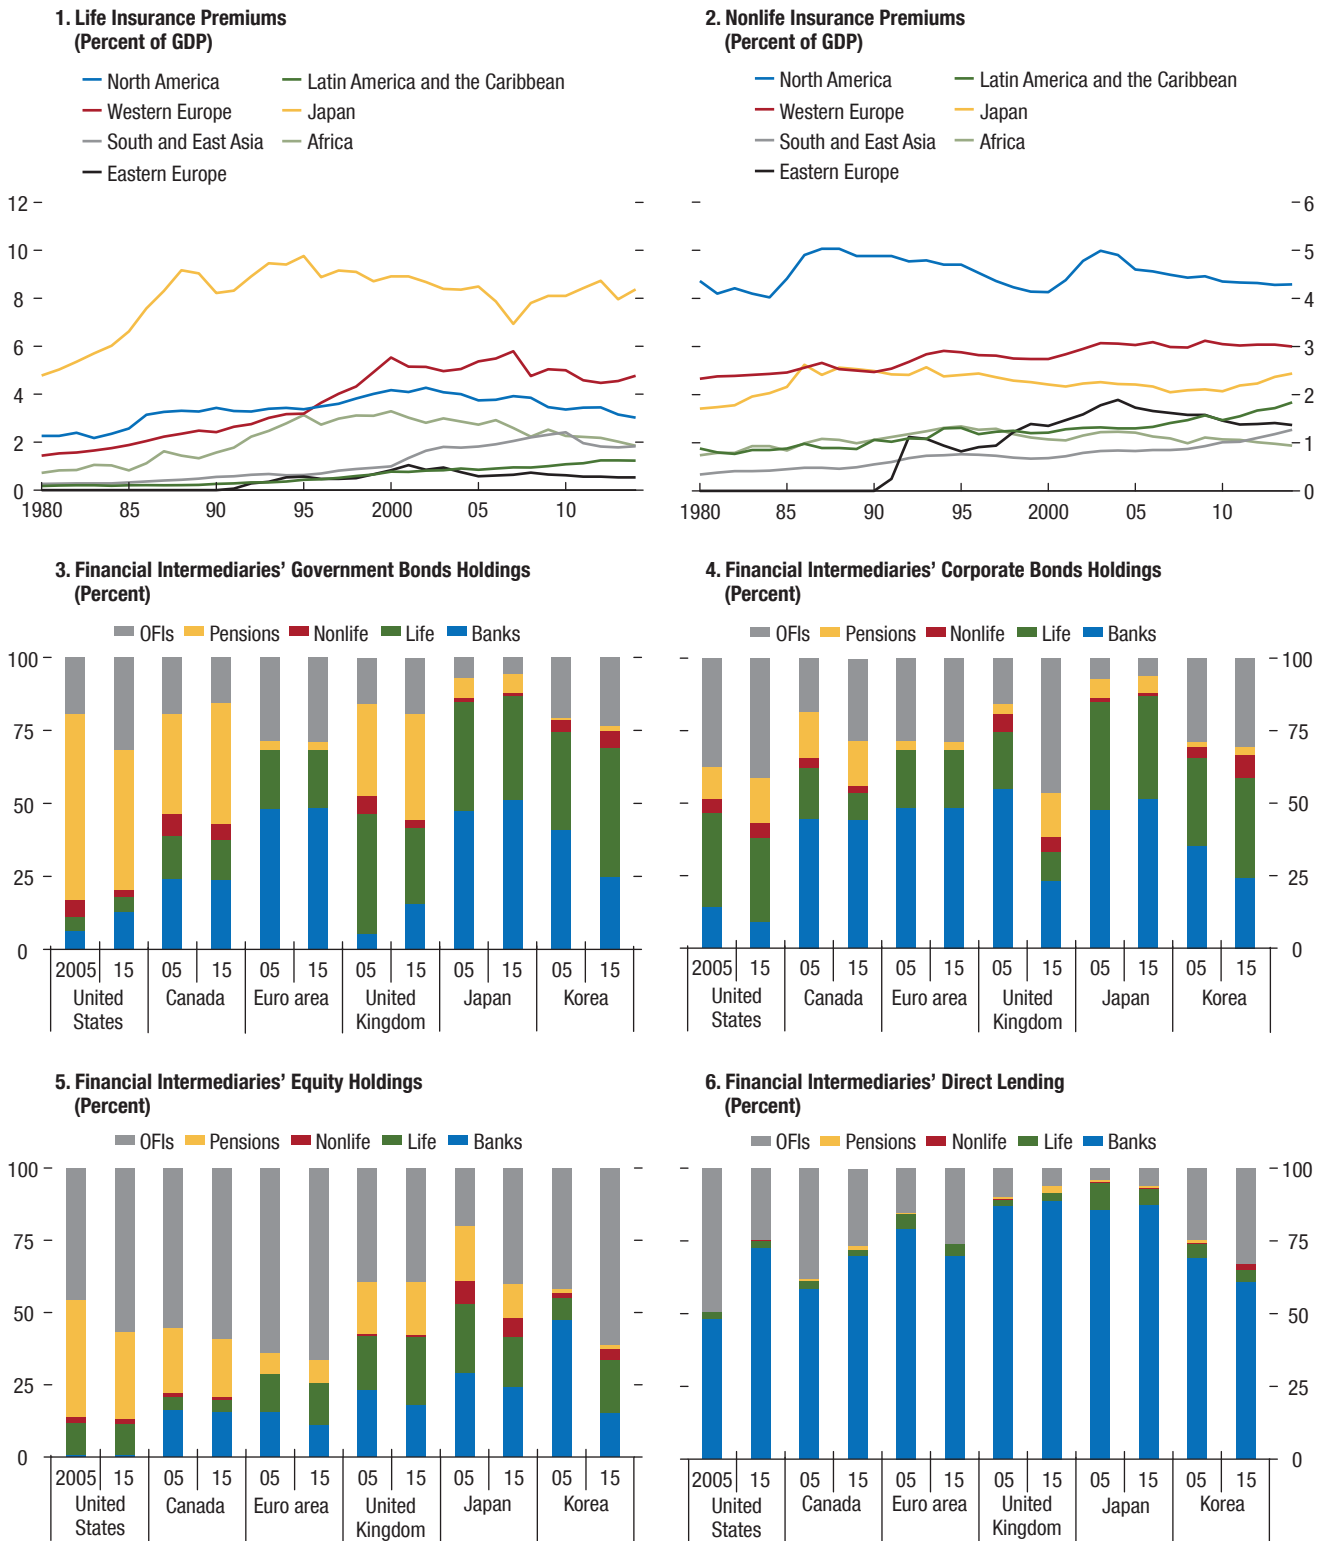 1. Life Insurance Premiums
(Percent of GDP)
North America
Latin America and the Caribbean
Western Europe
Japan
South and East Asia
Africa
Eastern Europe
12
10
8
6
4
2
0
1980 85 90 95 2000 05 10
2. Nonlife Insurance Premiums
(Percent of GDP)
North America
Latin America and the Caribbean
Western Europe
Japan
South and East Asia
Africa
Eastern Europe
6
5
4
3
2
1
0
1980 85 90 95 2000 05 10
3. Financial Intermediaries’ Government Bonds Holdings
(Percent)
OFIs Pensions Nonlife Life Banks
100
75
50
25
0
2005 15 05 15 05 15 05 15 05 15 05 15
United States Canada Euro area United Kingdom Japan Korea
4. Financial Intermediaries’ Corporate Bonds Holdings
(Percent)
OFIs Pensions Nonlife Life Banks
100
75
50
25
0
2005 15 05 15 05 15 05 15 05 15 05 15
United States Canada Euro area United Kingdom Japan Korea
5. Financial Intermediaries’ Equity Holdings
(Percent)
OFIs Pensions Nonlife Life Banks
100
75
50
25
0
2005 15 05 15 05 15 05 15 05 15 05 15
United States Canada Euro area United Kingdom Japan Korea
6. Financial Intermediaries’ Direct Lending
(Percent)
OFIs Pensions Nonlife Life Banks
100
75
50
25
0
2005 15 05 15 05 15 05 15 05 15 05 15
United States Canada Euro area United Kingdom Japan Korea